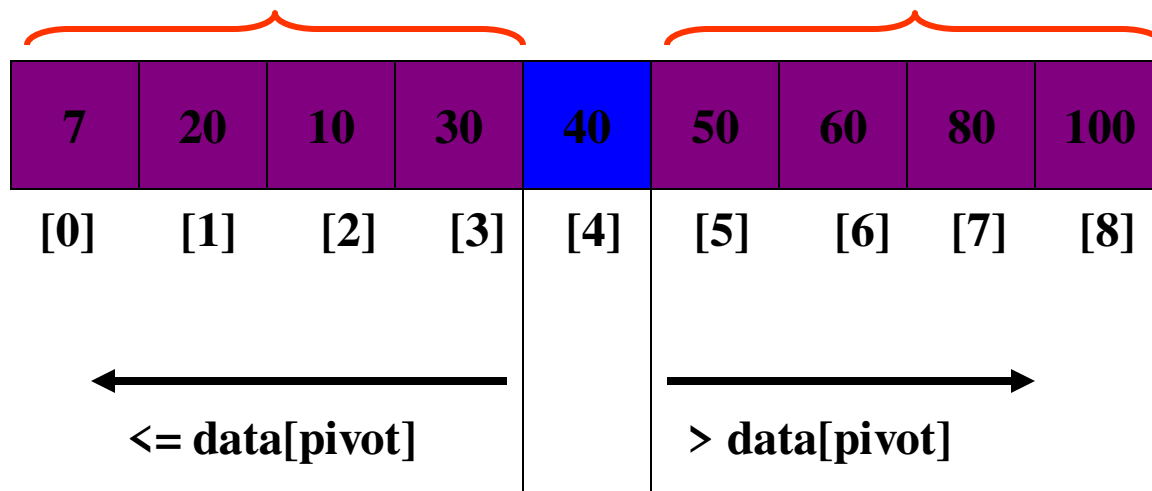 7 20 10 30 40 50 60 80 100
[0] [1] [2] [3] [4] [5] [6] [7] [8]
<= data[pivot] > data[pivot]